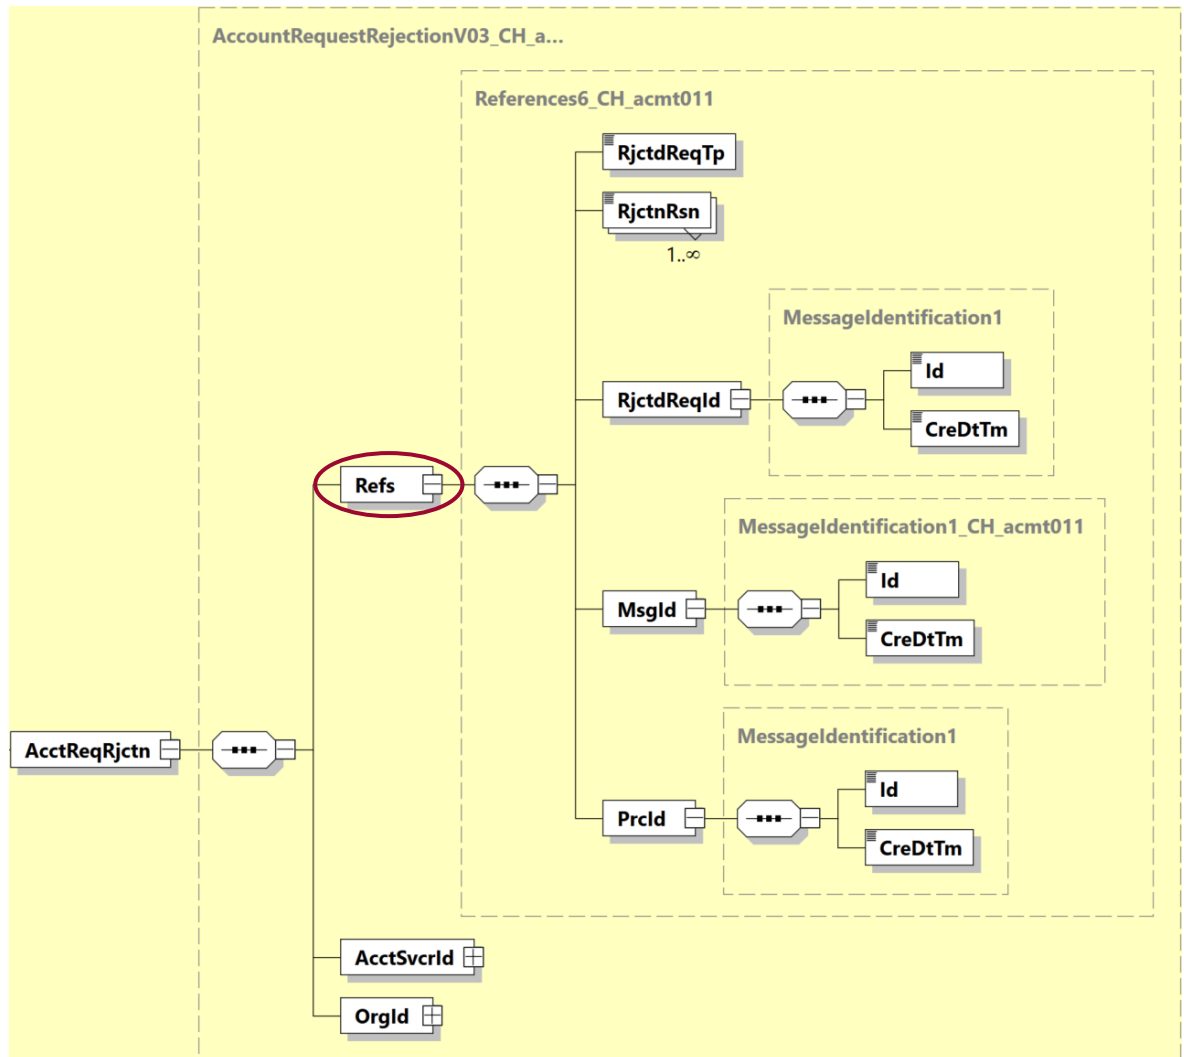 AccountRequestRejectionV03_CH_a...
References6_CH_acmt011
RjctdReqTp
RjctnRsn
1..∞
MessageIdentification1
Id
RjctdReqId
CreDtTm
Refs
MessageIdentification1_CH_acmt011
Id
MsgId
CreDtTm
MessageIdentification1
AcctReqRjctn
Id
PrcId
CreDtTm
AcctSvcrId
OrgId